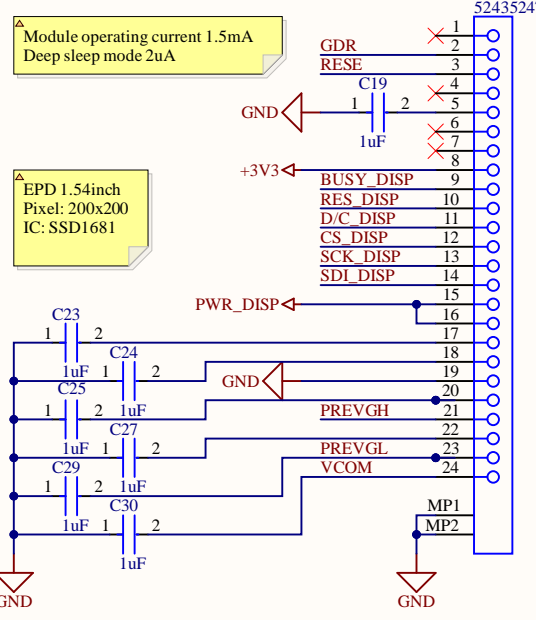 5243524
Module operating current 1.5mA
Deep sleep mode 2uA
1
GDR 2
RESE 3
C19 4
GND 1 2 5
1uF 6
7
+3V3 8
BUSY_DISP 9
RES_DISP 10
D/C_DISP 11
CS_DISP 12
SCK_DISP 13
SDI_DISP 14
EPD 1.54inch
Pixel: 200x200
IC: SSD1681
PWR_DISP 15
16
C23
1 2 17
1uF C24 18
1 2 GND 19
C25 1uF 20
1 2 PREVGH 21
1uF C27 22
1 2 PREVGL 23
C29 1uF VCOM 24
1 2
1uF C30 MP1
1 2 MP2
1uF
GND GND